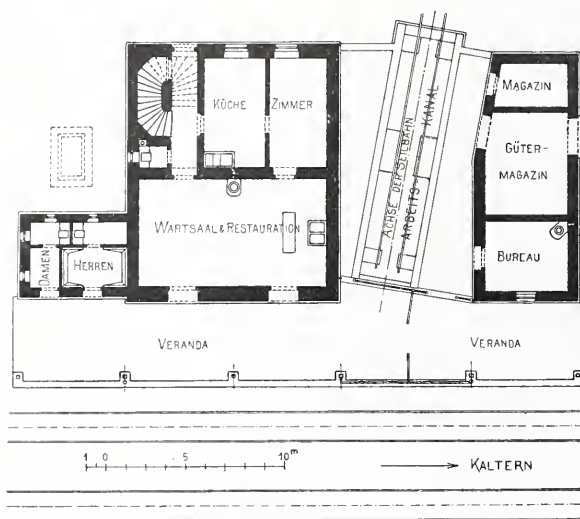 KÜCHE
ZIMMER
WARTSAAL & RESTAURATION
DAMEN
HERREN
ACHSE DER SEILBAHN
ARBEITS-
KANAL
MAGAZIN
GÜTER-
MAGAZIN
BUREAU
VERANDA
VERANDA
1 0 5 10 m
KALTERN